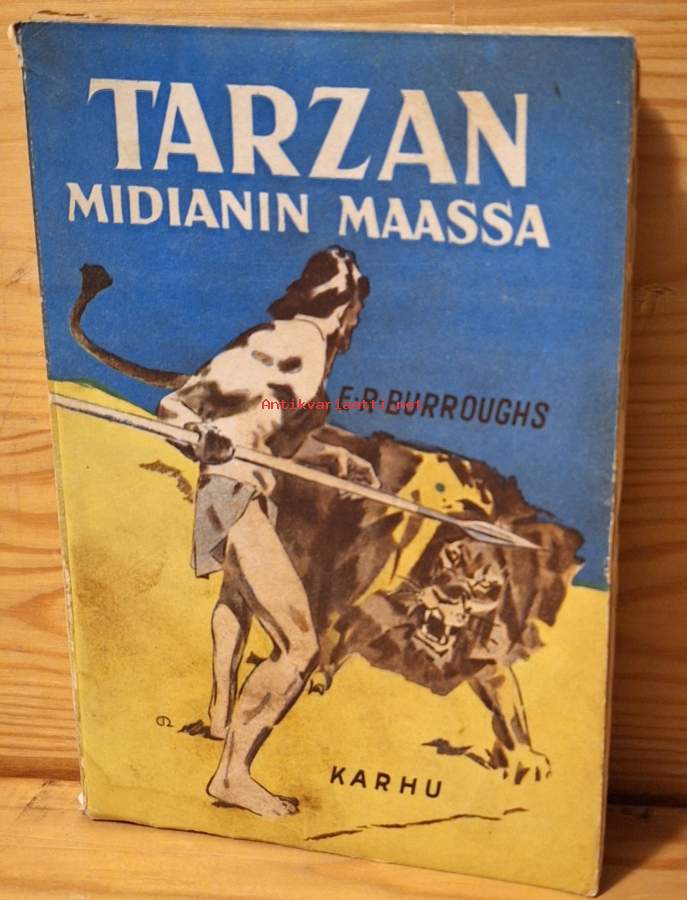 TARZAN
MIDIANIN MAASSA
E.R.BURROUGHS
Antikvariaatti.net
KARHU